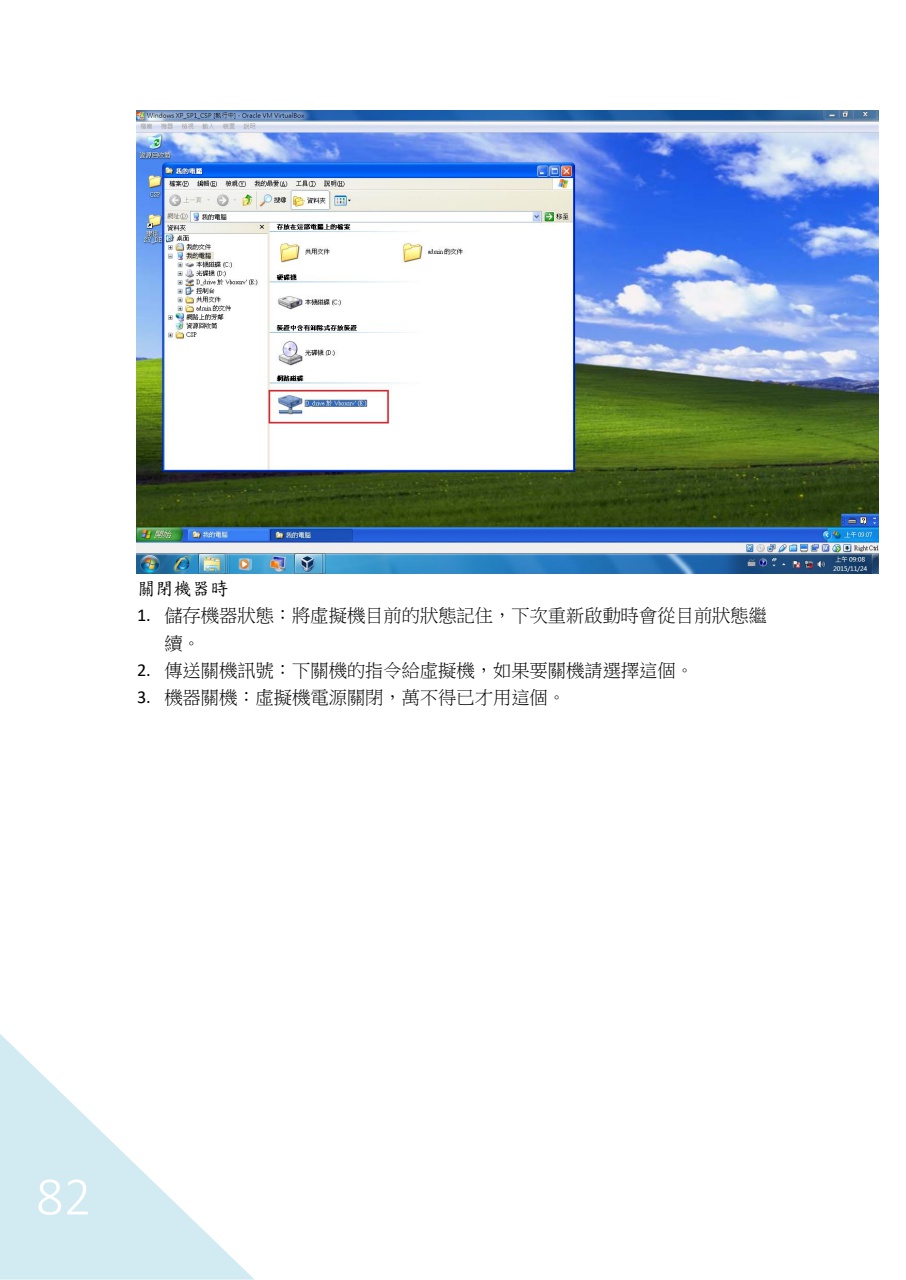 Windows XP_SP1_CSP [執行中] - Oracle VM VirtualBox
檔案 機器 檢視 輸入 裝置 說明
資源回收筒
CSP
我的電腦
檔案(F) 編輯(E) 檢視(V) 我的最愛(A) 工具(T) 說明(H)
上一頁 搜尋 資料夾
網址(D) 我的電腦 移至
資料夾
桌面
我的文件
我的電腦
本機磁碟 (C:)
光碟機 (D:)
D_drive 於 'Vboxsrv' (E:)
控制台
共用文件
admin 的文件
網路上的芳鄰
資源回收筒
CSP
存放在這部電腦上的檔案
共用文件
admin 的文件
硬碟機
本機磁碟 (C:)
裝置中含有卸除式存放裝置
光碟機 (D:)
網路磁碟
D_drive 於 'Vboxsrv' (E:)
開始 我的電腦 我的電腦 上午 09:07
Right Ctrl
上午 09:08
2015/11/24
關閉機器時
1. 儲存機器狀態：將虛擬機目前的狀態記住，下次重新啟動時會從目前狀態繼
續。
2. 傳送關機訊號：下關機的指令給虛擬機，如果要關機請選擇這個。
3. 機器關機：虛擬機電源關閉，萬不得已才用這個。
82